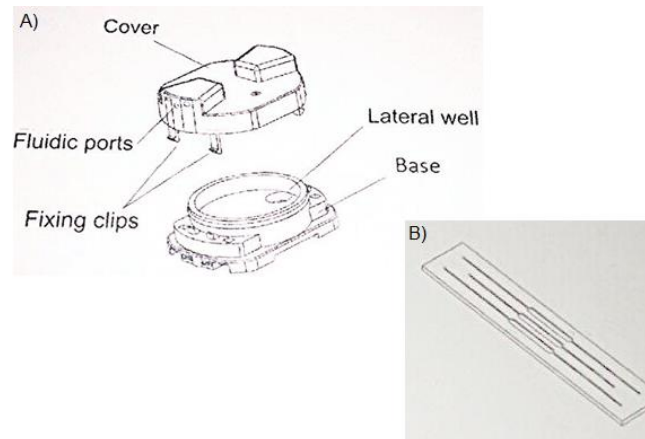 A)
Cover
Lateral well
Fluidic ports
Base
Fixing clips
B)